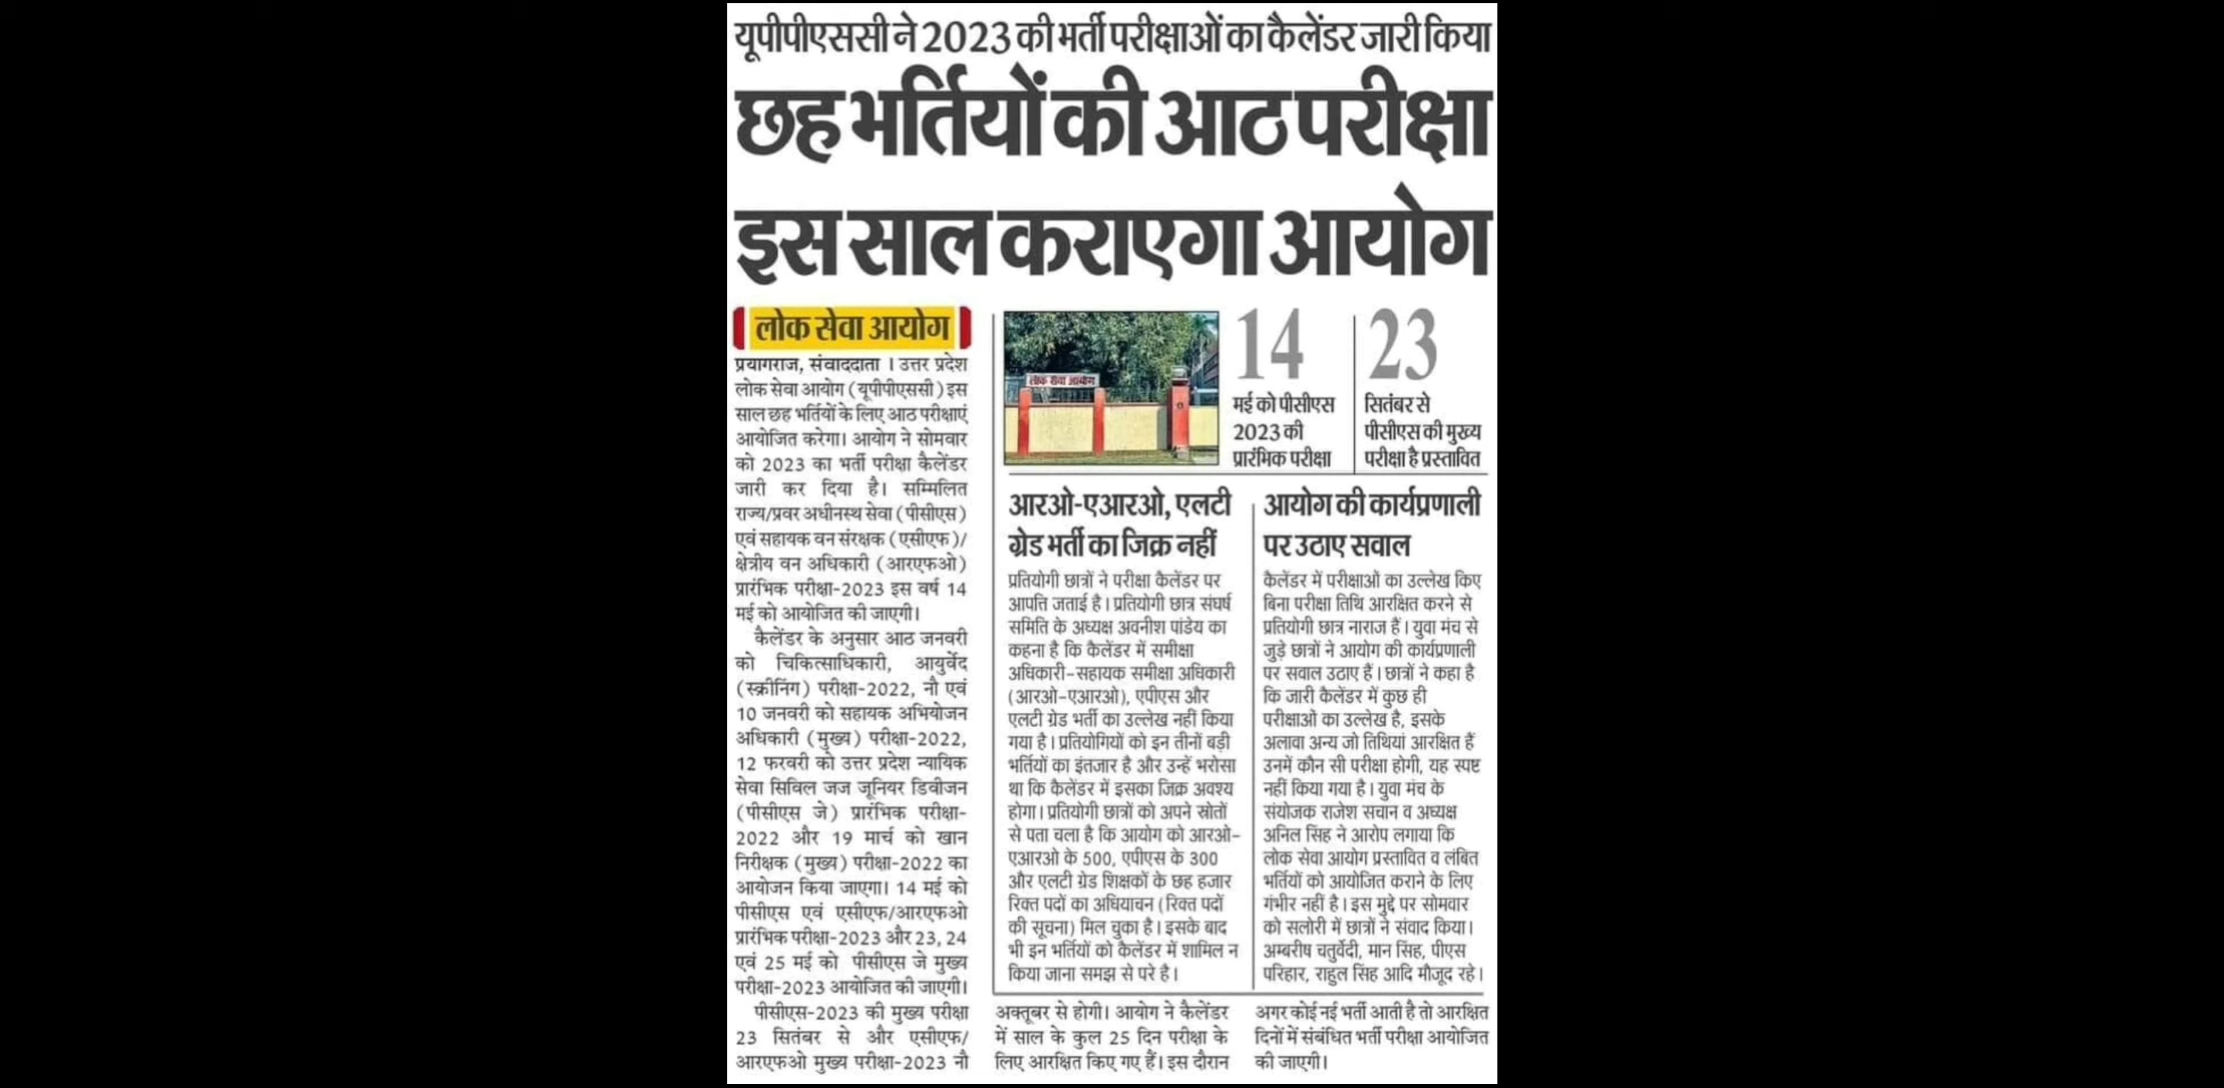 यूपीपीएससी ने 2023 की भर्ती परीक्षाओं का कैलेंडर जारी किया
छह भर्तियों की आठ परीक्षा
इस साल कराएगा आयोग
लोक सेवा आयोग
प्रयागराज, संवाददाता । उत्तर प्रदेश
लोक सेवा आयोग (यूपीपीएससी) इस
साल छह भर्तियों के लिए आठ परीक्षाएं
आयोजित करेगा। आयोग ने सोमवार
को 2023 का भर्ती परीक्षा कैलेंडर
जारी कर दिया है। सम्मिलित
राज्य/प्रवर अधीनस्थ सेवा (पीसीएस)
एवं सहायक वन संरक्षक (एसीएफ)/
क्षेत्रीय वन अधिकारी (आरएफओ)
प्रारंभिक परीक्षा-2023 इस वर्ष 14
मई को आयोजित की जाएगी।
कैलेंडर के अनुसार आठ जनवरी
को चिकित्साधिकारी, आयुर्वेद
(स्क्रीनिंग) परीक्षा-2022, नौ एवं
10 जनवरी को सहायक अभियोजन
अधिकारी (मुख्य) परीक्षा-2022,
12 फरवरी को उत्तर प्रदेश न्यायिक
सेवा सिविल जज जूनियर डिवीजन
(पीसीएस जे) प्रारंभिक परीक्षा-
2022 और 19 मार्च को खान
निरीक्षक (मुख्य) परीक्षा-2022 का
आयोजन किया जाएगा। 14 मई को
पीसीएस एवं एसीएफ/आरएफओ
प्रारंभिक परीक्षा-2023 और 23, 24
एवं 25 मई को पीसीएस जे मुख्य
परीक्षा-2023 आयोजित की जाएगी।
पीसीएस-2023 की मुख्य परीक्षा
23 सितंबर से और एसीएफ/
आरएफओ मुख्य परीक्षा-2023 नौ
लोक सेवा आयोग
14
मई को पीसीएस
2023 की
प्रारंभिक परीक्षा
23
सितंबर से
पीसीएस की मुख्य
परीक्षा है प्रस्तावित
आरओ-एआरओ, एलटी
ग्रेड भर्ती का जिक्र नहीं
प्रतियोगी छात्रों ने परीक्षा कैलेंडर पर
आपत्ति जताई है। प्रतियोगी छात्र संघर्ष
समिति के अध्यक्ष अवनीश पांडेय का
कहना है कि कैलेंडर में समीक्षा
अधिकारी-सहायक समीक्षा अधिकारी
(आरओ-एआरओ), एपीएस और
एलटी ग्रेड भर्ती का उल्लेख नहीं किया
गया है। प्रतियोगियों को इन तीनों बड़ी
भर्तियों का इंतजार है और उन्हें भरोसा
था कि कैलेंडर में इसका जिक्र अवश्य
होगा। प्रतियोगी छात्रों को अपने स्रोतों
से पता चला है कि आयोग को आरओ-
एआरओ के 500, एपीएस के 300
और एलटी ग्रेड शिक्षकों के छह हजार
रिक्त पदों का अधियाचन (रिक्त पदों
की सूचना) मिल चुका है। इसके बाद
भी इन भर्तियों को कैलेंडर में शामिल न
किया जाना समझ से परे है।
आयोग की कार्यप्रणाली
पर उठाए सवाल
कैलेंडर में परीक्षाओं का उल्लेख किए
बिना परीक्षा तिथि आरक्षित करने से
प्रतियोगी छात्र नाराज हैं। युवा मंच से
जुड़े छात्रों ने आयोग की कार्यप्रणाली
पर सवाल उठाए हैं। छात्रों ने कहा है
कि जारी कैलेंडर में कुछ ही
परीक्षाओं का उल्लेख है, इसके
अलावा अन्य जो तिथियां आरक्षित हैं
उनमें कौन सी परीक्षा होगी, यह स्पष्ट
नहीं किया गया है। युवा मंच के
संयोजक राजेश सचान व अध्यक्ष
अनिल सिंह ने आरोप लगाया कि
लोक सेवा आयोग प्रस्तावित व लंबित
भर्तियों को आयोजित कराने के लिए
गंभीर नहीं है। इस मुद्दे पर सोमवार
को सलोरी में छात्रों ने संवाद किया।
अम्बरीष चतुर्वेदी, मान सिंह, पीएस
परिहार, राहुल सिंह आदि मौजूद रहे।
अक्तूबर से होगी। आयोग ने कैलेंडर
में साल के कुल 25 दिन परीक्षा के
लिए आरक्षित किए गए हैं। इस दौरान
अगर कोई नई भर्ती आती है तो आरक्षित
दिनों में संबंधित भर्ती परीक्षा आयोजित
की जाएगी।